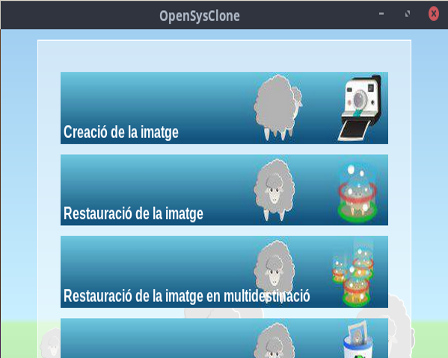 OpenSysClone
Creació de la imatge
Restauració de la imatge
Restauració de la imatge en multidestinació